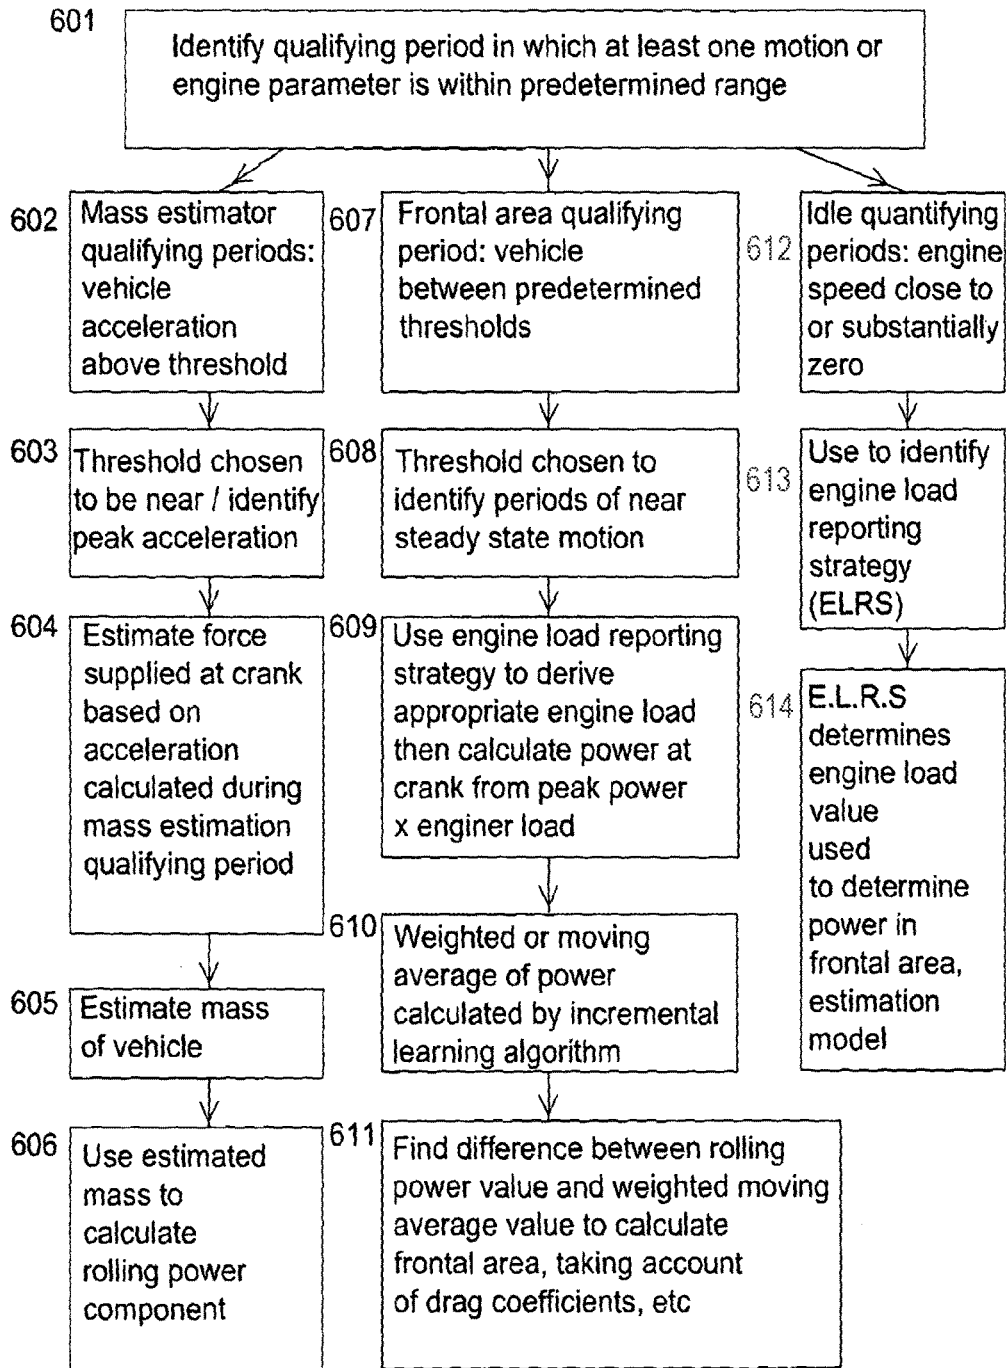 601
Identify qualifying period in which at least one motion or
engine parameter is within predetermined range
602
Mass estimator
qualifying periods:
vehicle
acceleration
above threshold
603
Threshold chosen
to be near / identify
peak acceleration
604
Estimate force
supplied at crank
based on
acceleration
calculated during
mass estimation
qualifying period
605
Estimate mass
of vehicle
606
Use estimated
mass to
calculate
rolling power
component
607
Frontal area qualifying
period: vehicle
between predetermined
thresholds
608
Threshold chosen to
identify periods of near
steady state motion
609
Use engine load reporting
strategy to derive
appropriate engine load
then calculate power at
crank from peak power
x enginer load
610
Weighted or moving
average of power
calculated by incremental
learning algorithm
611
Find difference between rolling
power value and weighted moving
average value to calculate
frontal area, taking account
of drag coefficients, etc
612
Idle quantifying
periods: engine
speed close to
or substantially
zero
613
Use to identify
engine load
reporting
strategy
(ELRS)
614
E.L.R.S
determines
engine load
value
used
to determine
power in
frontal area,
estimation
model